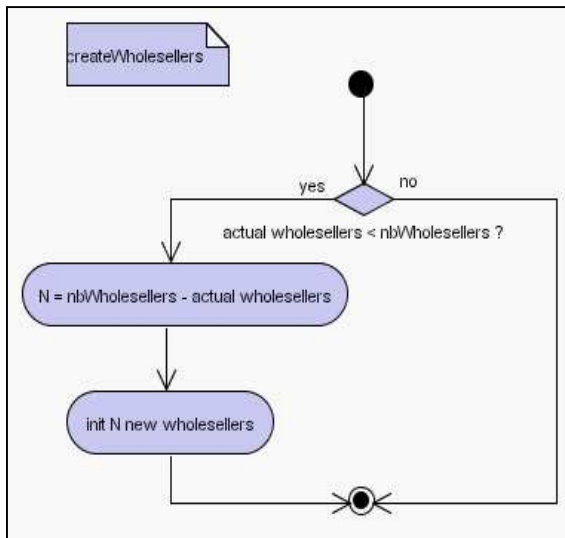 createWholesellers
yes
no
actual wholesellers < nbWholesellers ?
N = nbWholesellers - actual wholesellers
init N new wholesellers